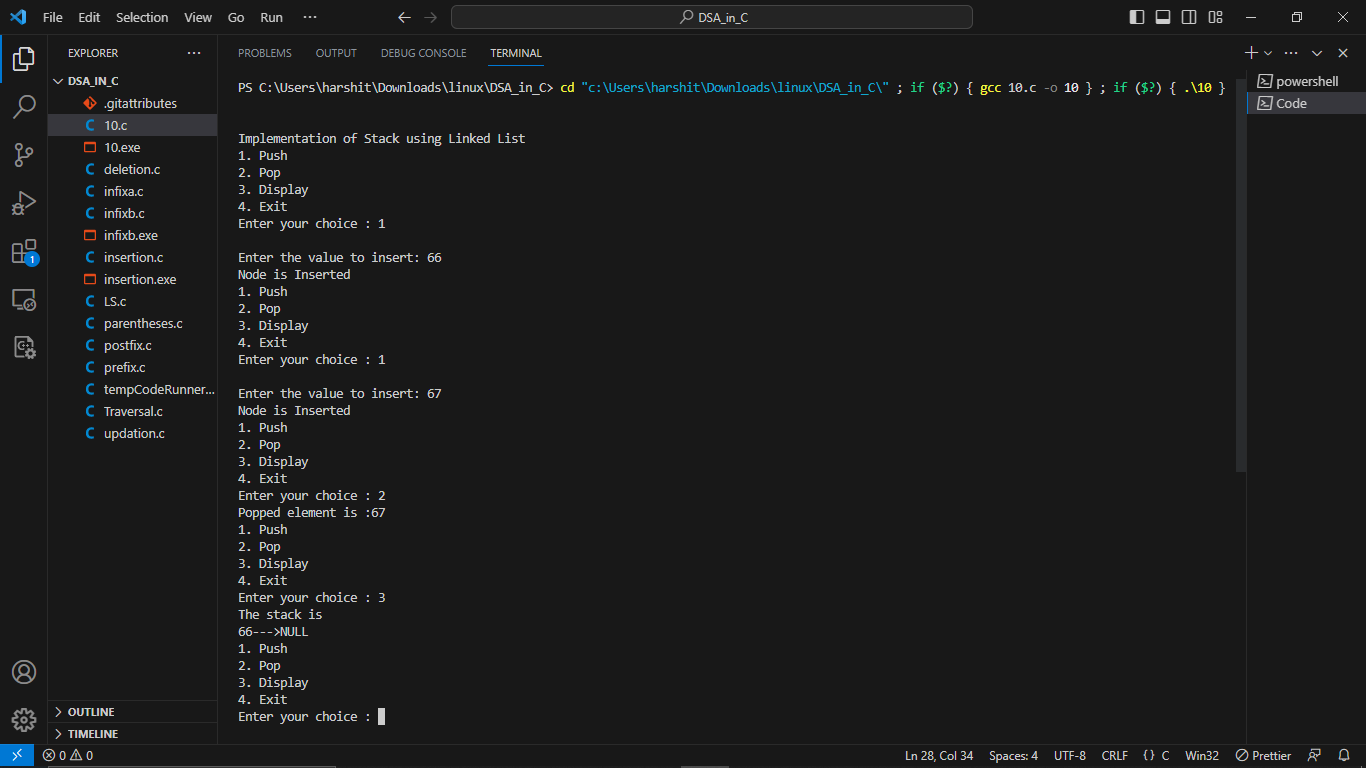 File Edit Selection View Go Run ··· DSA_in_C
EXPLORER ···
DSA_IN_C
.gitattributes
10.c
10.exe
deletion.c
infixa.c
infixb.c
infixb.exe
insertion.c
insertion.exe
LS.c
parentheses.c
postfix.c
prefix.c
tempCodeRunner...
Traversal.c
updation.c
OUTLINE
TIMELINE
1
PROBLEMS OUTPUT DEBUG CONSOLE TERMINAL
PS C:\Users\harshit\Downloads\linux\DSA_in_C> cd "c:\Users\harshit\Downloads\linux\DSA_in_C\" ; if ($?) { gcc 10.c -o 10 } ; if ($?) { .\10 }
Implementation of Stack using Linked List
1. Push
2. Pop
3. Display
4. Exit
Enter your choice : 1
Enter the value to insert: 66
Node is Inserted
1. Push
2. Pop
3. Display
4. Exit
Enter your choice : 1
Enter the value to insert: 67
Node is Inserted
1. Push
2. Pop
3. Display
4. Exit
Enter your choice : 2
Popped element is :67
1. Push
2. Pop
3. Display
4. Exit
Enter your choice : 3
The stack is
66--->NULL
1. Push
2. Pop
3. Display
4. Exit
Enter your choice :
powershell
Code
0 0 Ln 28, Col 34 Spaces: 4 UTF-8 CRLF {} C Win32 Prettier